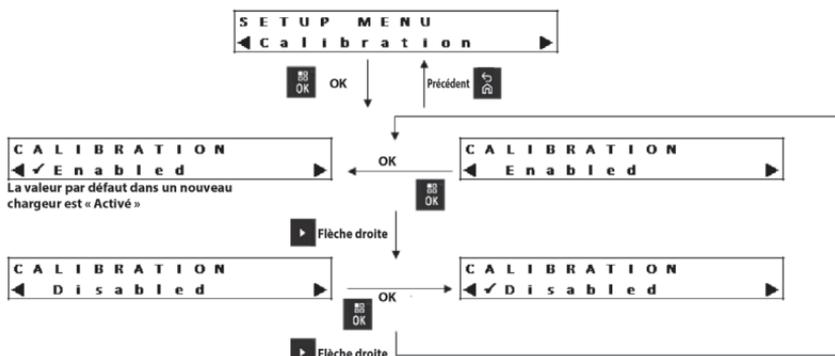 SETUP MENU
Calibration
OK
OK
Précédent
CALIBRATION
✓Enabled
OK
CALIBRATION
Enabled
OK
La valeur par défaut dans un nouveau
chargeur est « Activé »
Flèche droite
CALIBRATION
Disabled
OK
OK
CALIBRATION
✓Disabled
Flèche droite